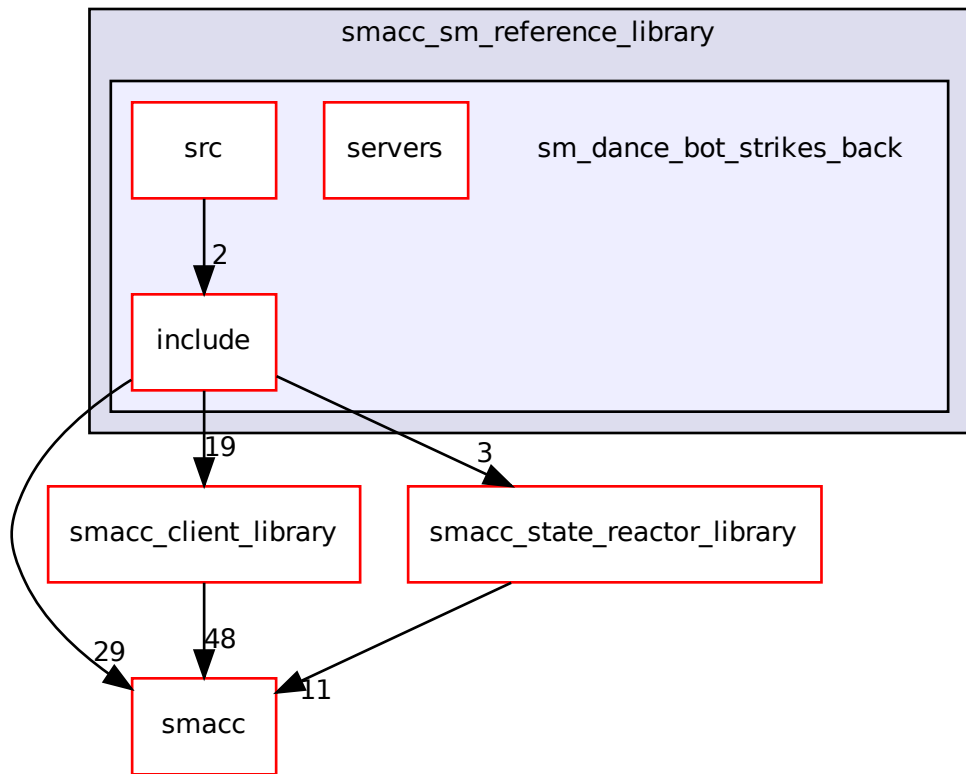 smacc_sm_reference_library
src
servers
sm_dance_bot_strikes_back
2
include
19
3
smacc_client_library
smacc_state_reactor_library
29
48
11
smacc